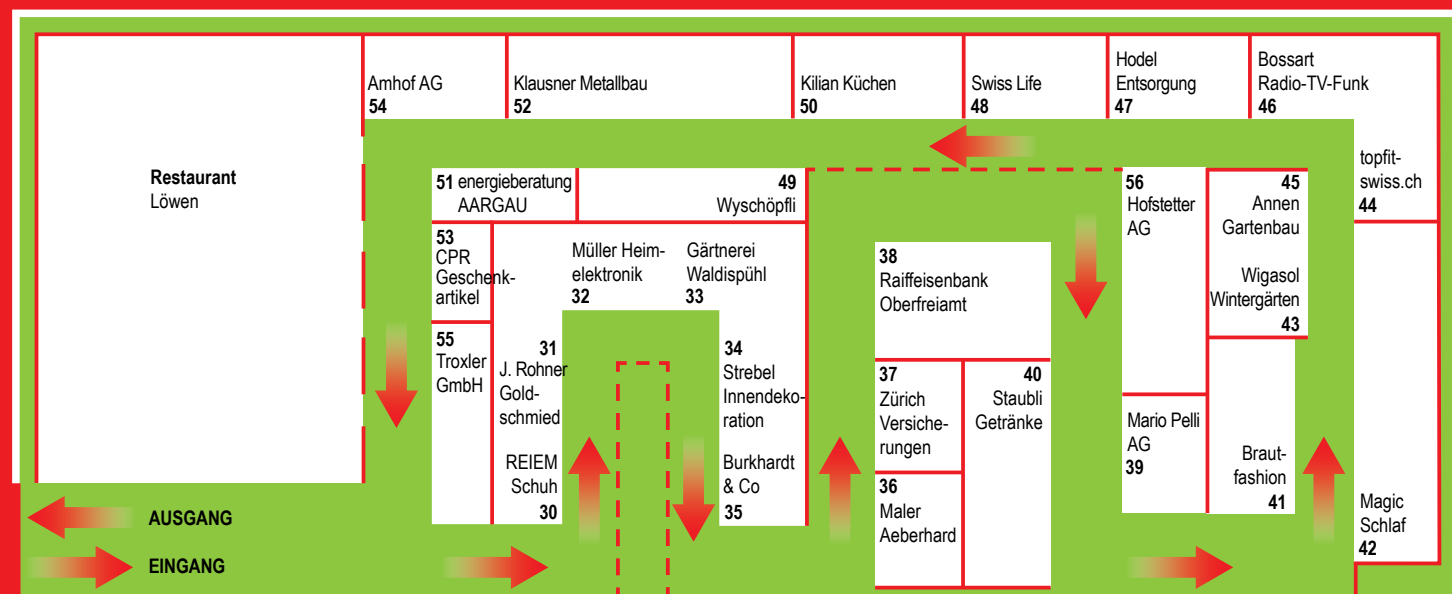 Restaurant
Löwen
Amhof AG
54
Klausner Metallbau
52
Kilian Küchen
50
Swiss Life
48
Hodel
Entsorgung
47
Bossart
Radio-TV-Funk
46
topfit-
swiss.ch
44
51 energieberatung
AARGAU
49
Wyschöpfli
53
CPR
Geschenk-
artikel
55
Troxler
GmbH
Müller Heim-
elektronik
32
Gärtnerei
Waldispühl
33
31
J. Rohner
Gold-
schmied
REIEM
Schuh
30
34
Strebel
Innendeko-
ration
Burkhardt
& Co
35
38
Raiffeisenbank
Oberfreiamt
37
Zürich
Versiche-
rungen
40
Staubli
Getränke
36
Maler
Aeberhard
56
Hofstetter
AG
45
Annen
Gartenbau
Wigasol
Wintergärten
43
Mario Pelli
AG
39
Braut-
fashion
41
Magic
Schlaf
42
AUSGANG
EINGANG